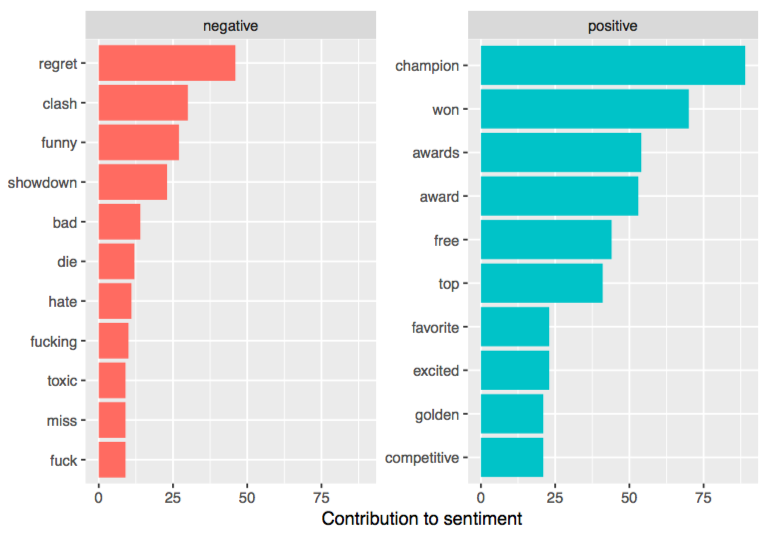 negative
regret
clash
funny
showdown
bad
die
hate
fucking
toxic
miss
fuck
0 25 50 75
positive
champion
won
awards
award
free
top
favorite
excited
golden
competitive
0 25 50 75
Contribution to sentiment